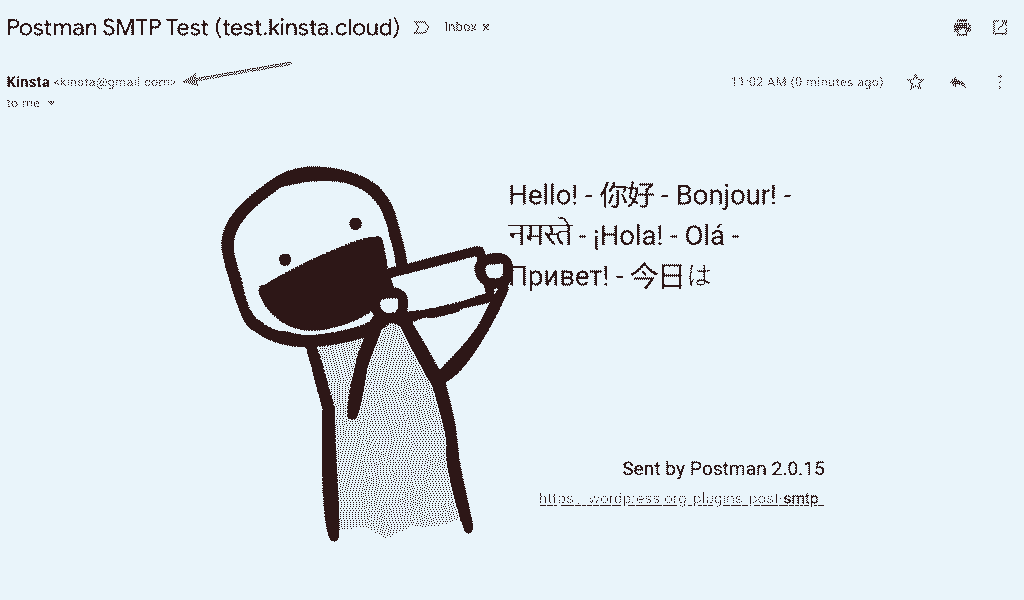 Postman SMTP Test (test.kinsta.cloud)
Inbox ×
Kinsta <kinsta@gmail.com>
11:02 AM (0 minutes ago)
to me
Hello! - 你好 - Bonjour! -
नमस्ते - ¡Hola! - Olá -
Привет! - 今日は
Sent by Postman 2.0.15
https://wordpress.org/plugins/post-smtp/